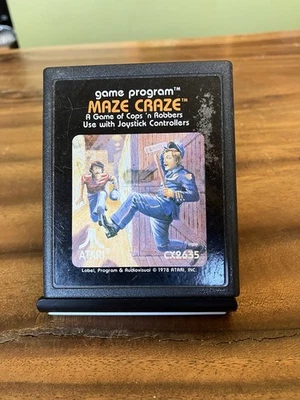 game program™
MAZE CRAZE™
A Game of Cops 'n Robbers
Use with Joystick Controllers
ATARI CX2635
Label, Program & Audiovisual © 1978 ATARI, INC.